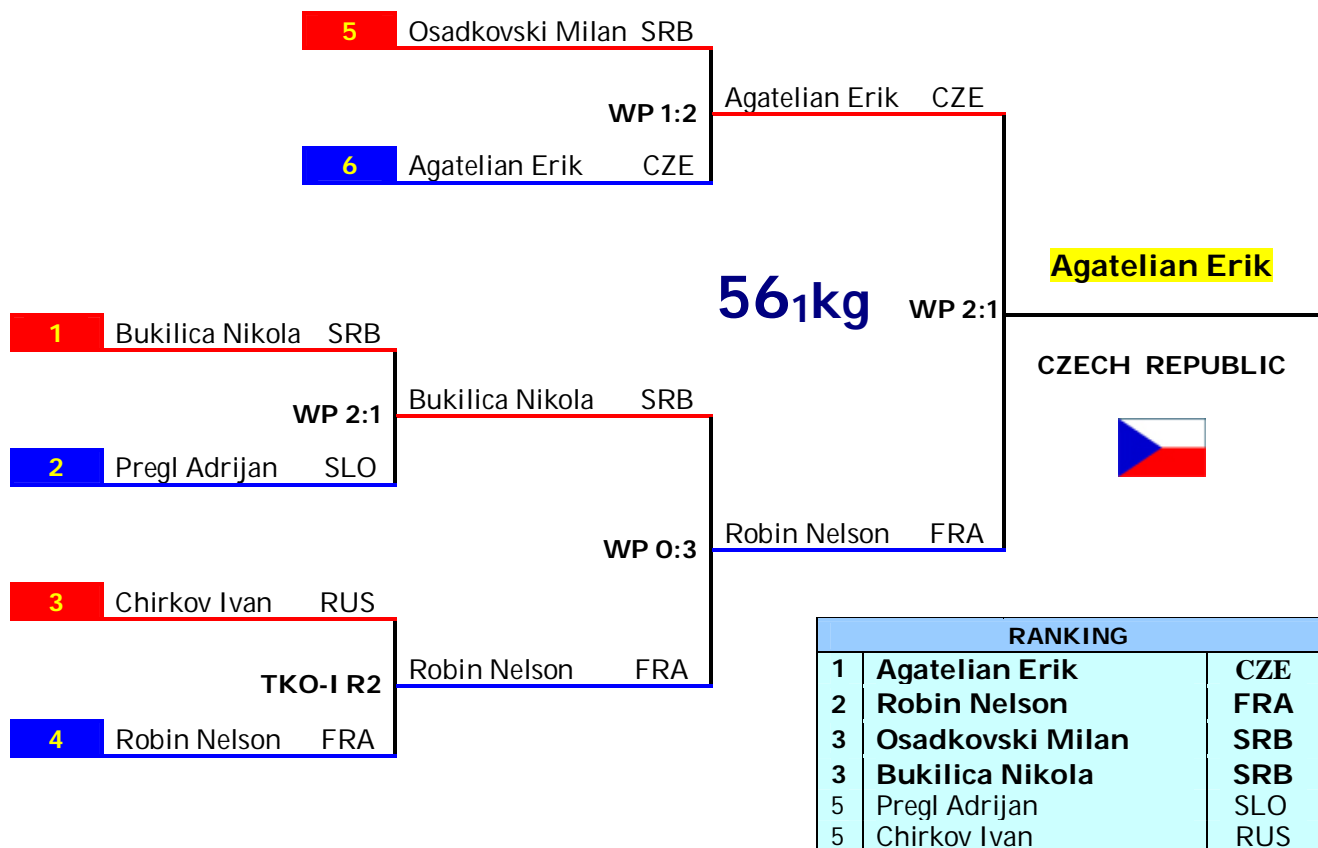 5 Osadkovski Milan SRB
WP 1:2
Agatelian Erik CZE
6 Agatelian Erik CZE
56₁kg
WP 2:1
Agatelian Erik
CZECH REPUBLIC
1 Bukilica Nikola SRB
WP 2:1
Bukilica Nikola SRB
2 Pregl Adrijan SLO
WP 0:3
Robin Nelson FRA
3 Chirkov Ivan RUS
TKO-I R2
Robin Nelson FRA
4 Robin Nelson FRA
RANKING
1 Agatelian Erik CZE
2 Robin Nelson FRA
3 Osadkovski Milan SRB
3 Bukilica Nikola SRB
5 Pregl Adrijan SLO
5 Chirkov Ivan RUS